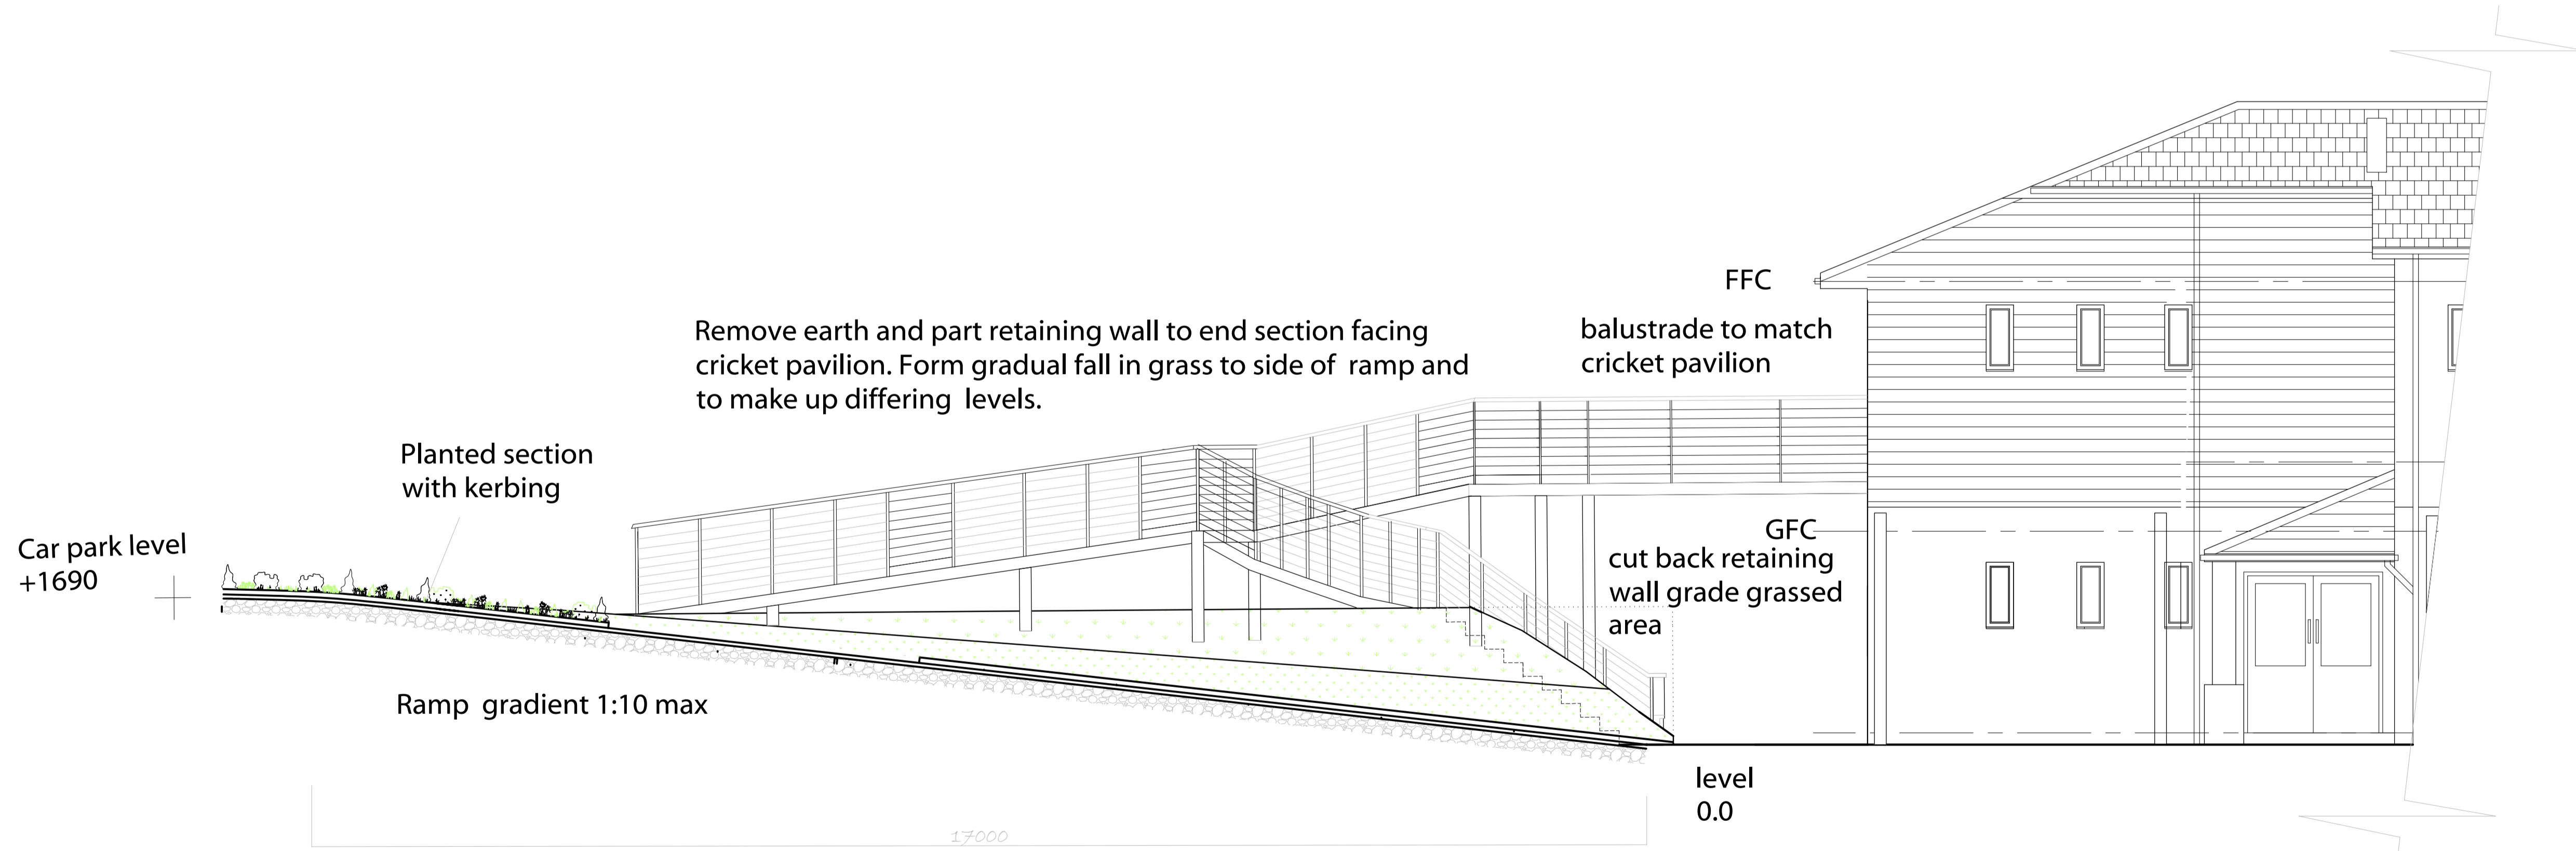 FFC
Remove earth and part retaining wall to end section facing
cricket pavilion. Form gradual fall in grass to side of ramp and
to make up differing levels.
balustrade to match
cricket pavilion
Planted section
with kerbing
Car park level
+1690
GFC
cut back retaining
wall grade grassed
area
Ramp gradient 1:10 max
level
0.0
17000